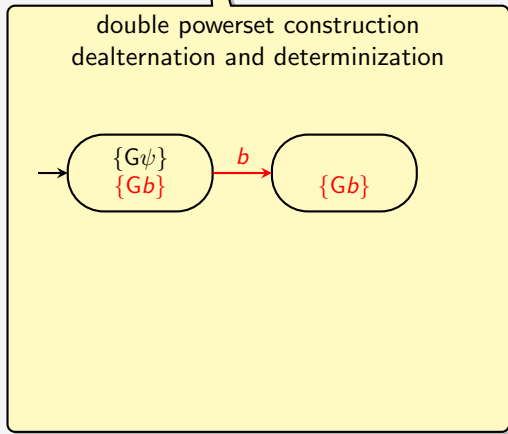 double powerset construction
dealternation and determinization
{Gψ}
{Gb}
b
{Gb}